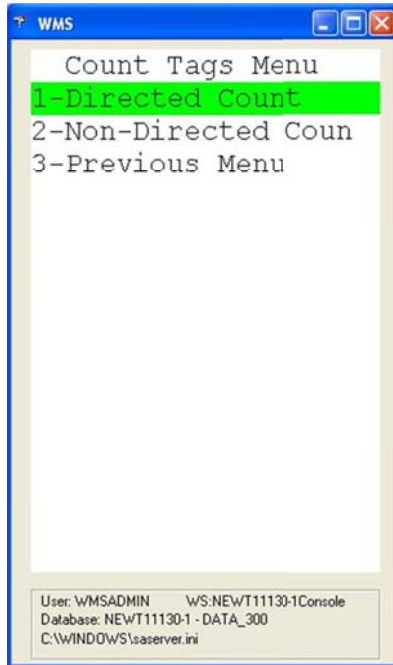 WMS
Count Tags Menu
1-Directed Count
2-Non-Directed Coun
3-Previous Menu
User: WMSADMIN WS:NEWT11130-1Console
Database: NEWT11130-1 - DATA_300
C:\WINDOWS\saserver.ini